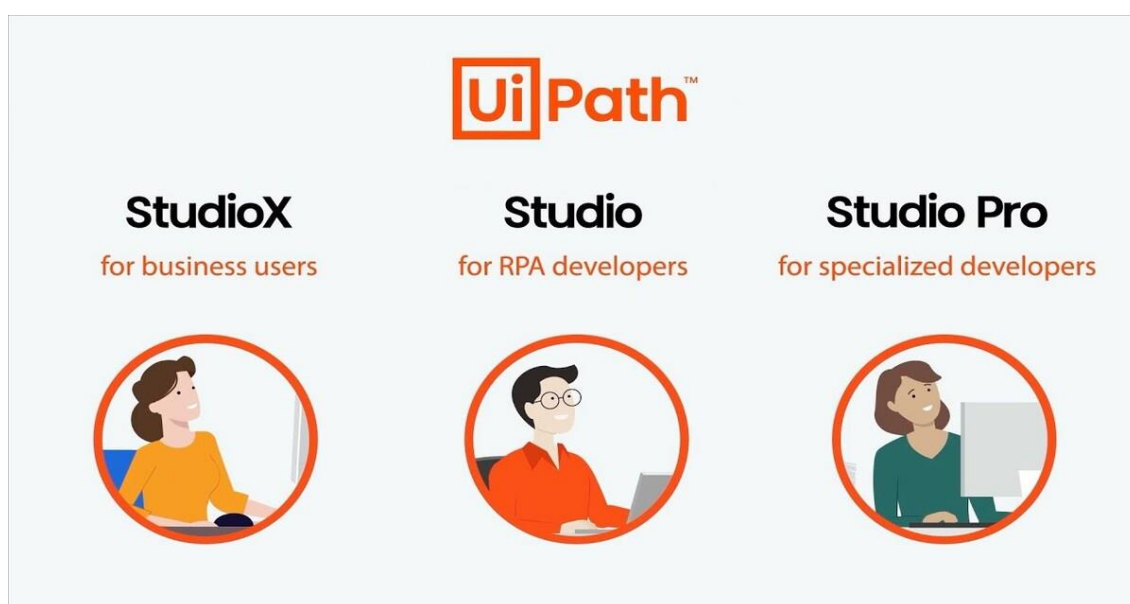 UiPath™
StudioX
for business users
Studio
for RPA developers
Studio Pro
for specialized developers